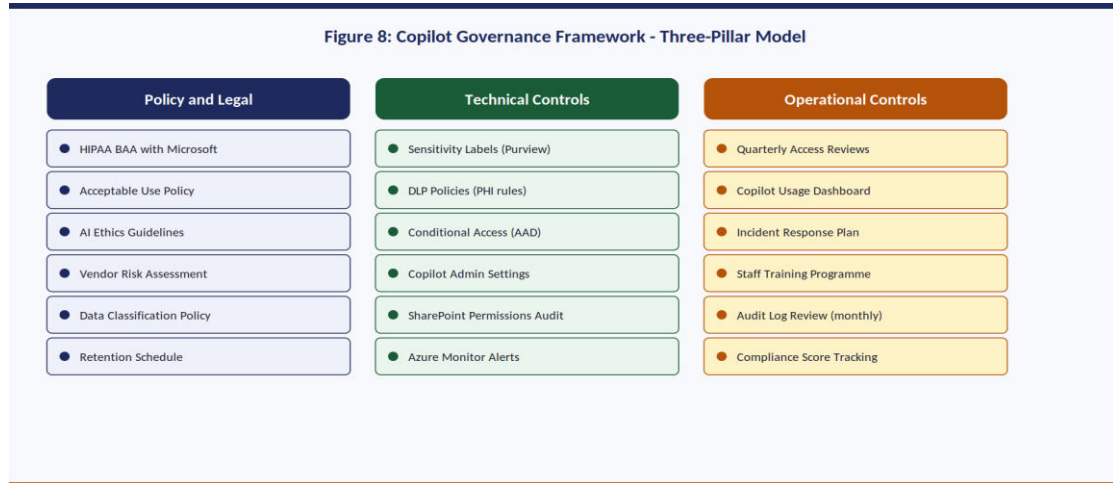 Figure 8: Copilot Governance Framework - Three-Pillar Model
Policy and Legal
HIPAA BAA with Microsoft
Acceptable Use Policy
AI Ethics Guidelines
Vendor Risk Assessment
Data Classification Policy
Retention Schedule
Technical Controls
Sensitivity Labels (Purview)
DLP Policies (PHI rules)
Conditional Access (AAD)
Copilot Admin Settings
SharePoint Permissions Audit
Azure Monitor Alerts
Operational Controls
Quarterly Access Reviews
Copilot Usage Dashboard
Incident Response Plan
Staff Training Programme
Audit Log Review (monthly)
Compliance Score Tracking